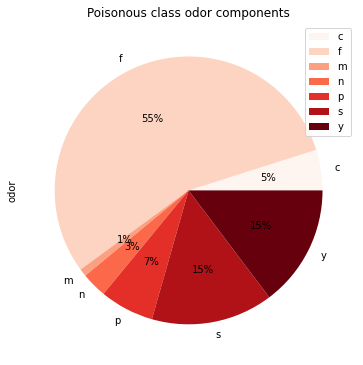 Poisonous class odor components
c
f
m
n
p
s
y
f
55%
c
5%
odor
1%
3%
15%
7%
15%
m
n
y
p
s